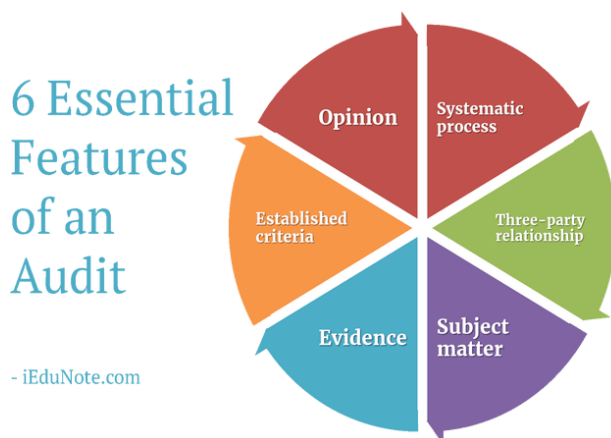 6 Essential
Features
of an
Audit
- iEduNote.com
Opinion
Systematic
process
Three-party
relationship
Subject
matter
Evidence
Established
criteria